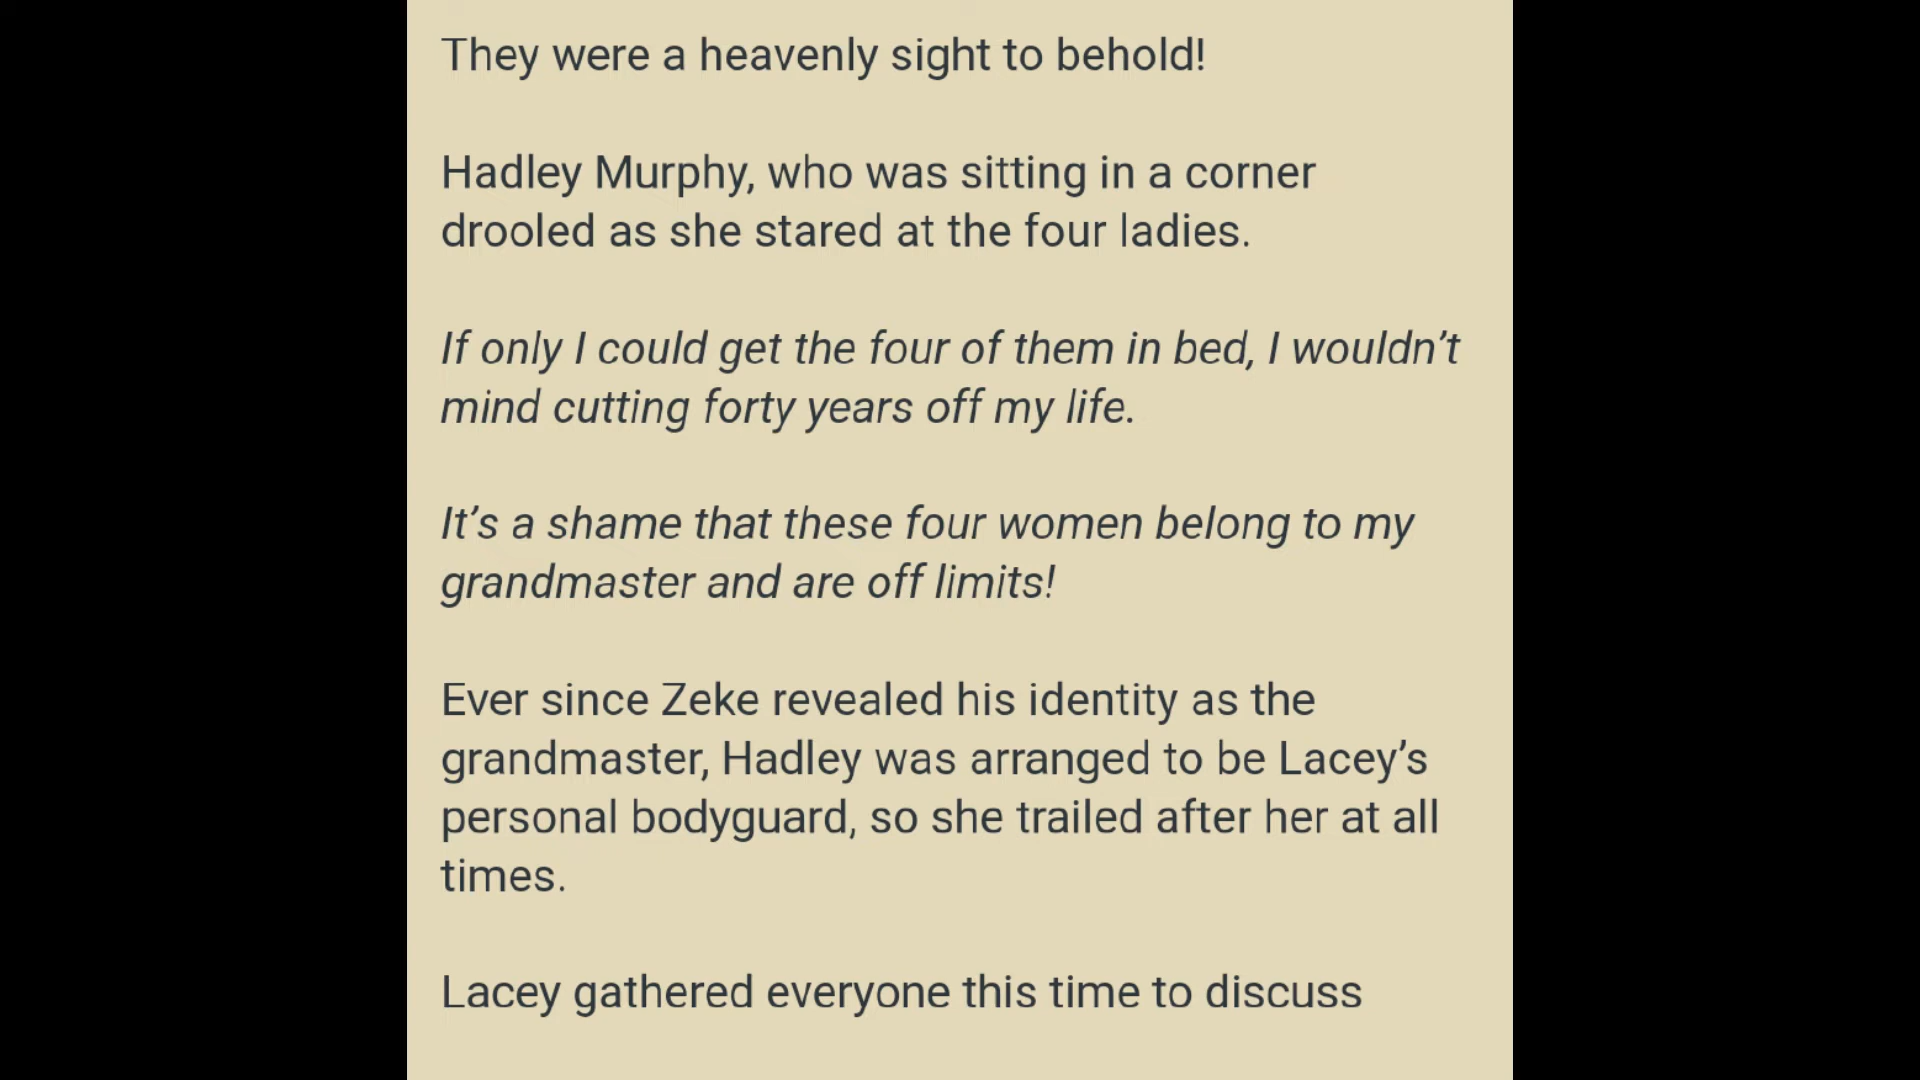 They were a heavenly sight to behold!
Hadley Murphy, who was sitting in a corner
drooled as she stared at the four ladies.
If only I could get the four of them in bed, I wouldn’t
mind cutting forty years off my life.
It’s a shame that these four women belong to my
grandmaster and are off limits!
Ever since Zeke revealed his identity as the
grandmaster, Hadley was arranged to be Lacey’s
personal bodyguard, so she trailed after her at all
times.
Lacey gathered everyone this time to discuss